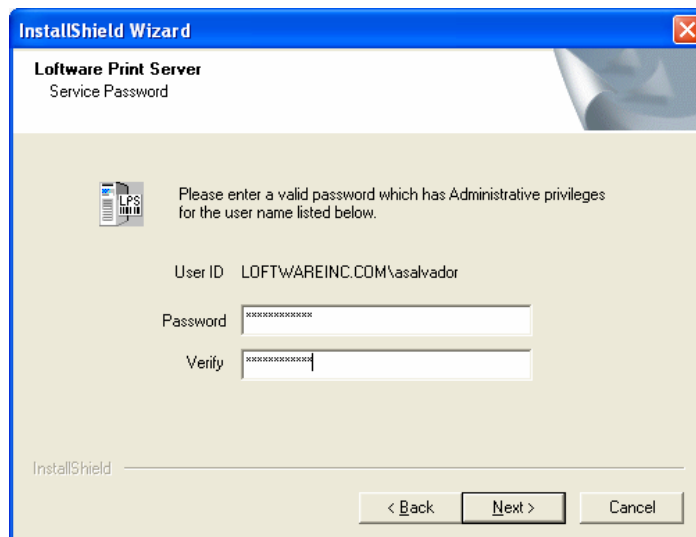 InstallShield Wizard
Loftware Print Server
Service Password
LPS
Please enter a valid password which has Administrative privileges
for the user name listed below.
User ID LOFTWAREINC.COM\asalvador
Password ************
Verify ************
InstallShield
< Back Next > Cancel